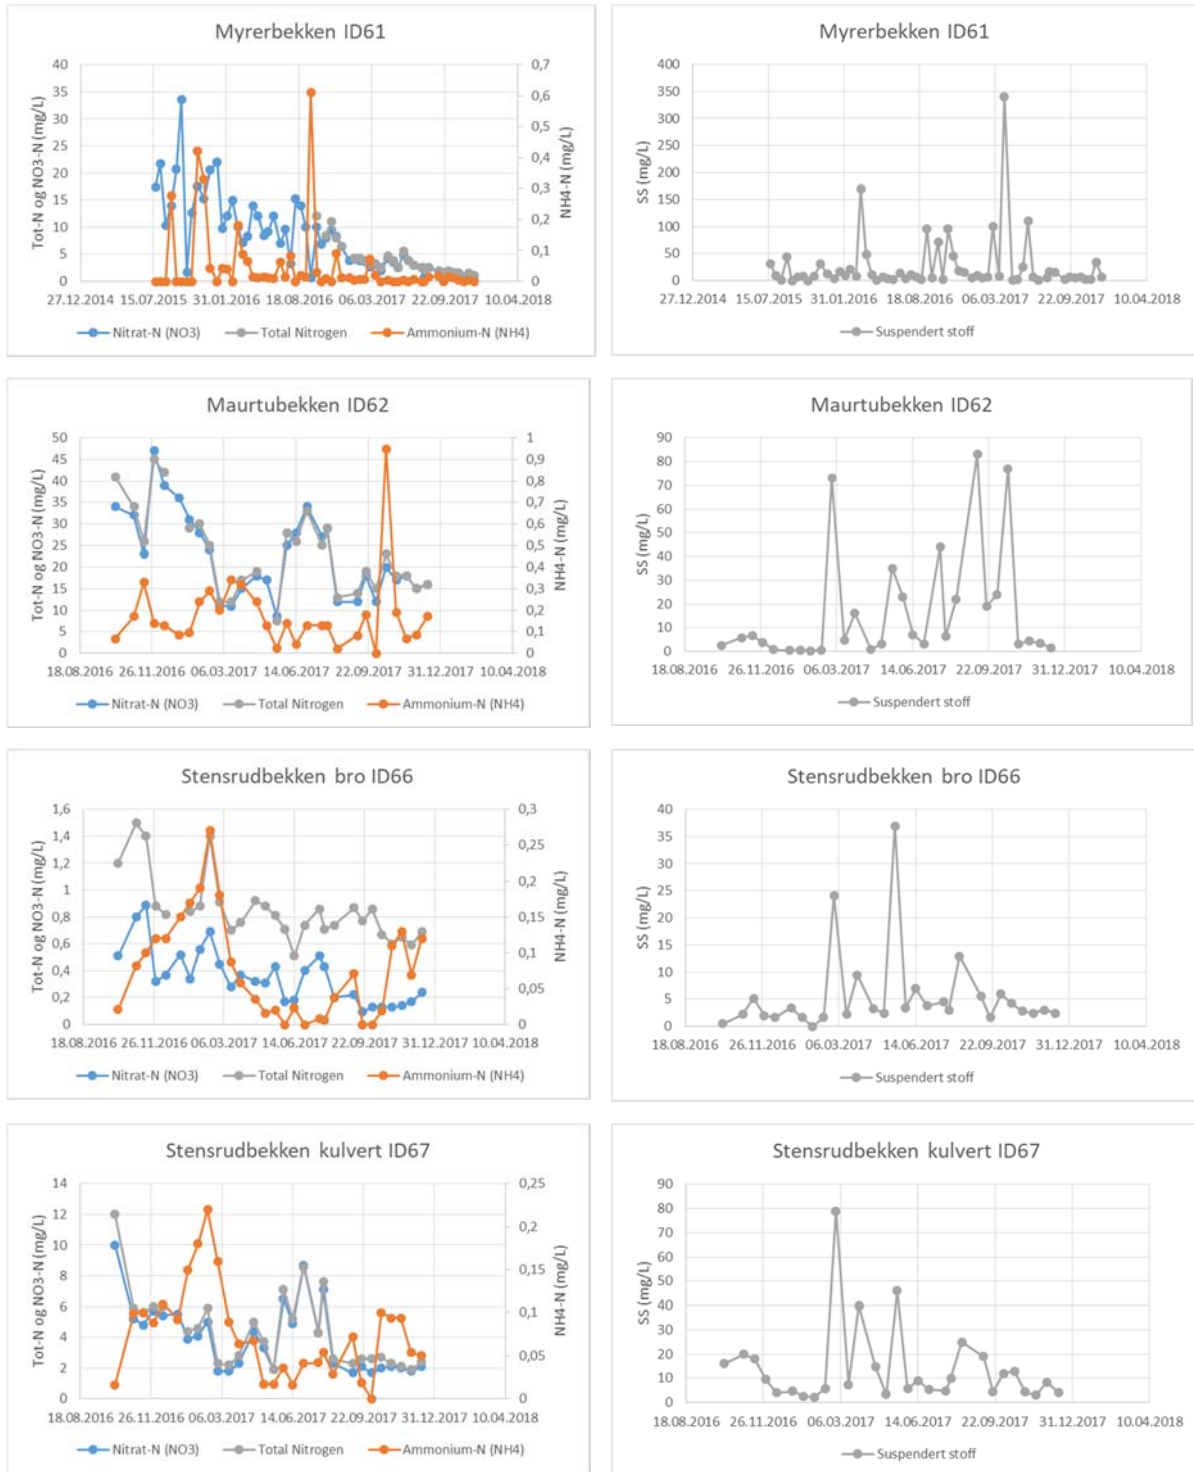 Myrerbekken ID61
40
35
30
25
20
15
10
5
0
Tot-N og NO3-N (mg/L)
0,7
0,6
0,5
0,4
0,3
0,2
0,1
0
NH4-N (mg/L)
27.12.2014 15.07.2015 31.01.2016 18.08.2016 06.03.2017 22.09.2017 10.04.2018
Nitrat-N (NO3) Total Nitrogen Ammonium-N (NH4)
Myrerbekken ID61
400
350
300
250
200
150
100
50
0
SS (mg/L)
27.12.2014 15.07.2015 31.01.2016 18.08.2016 06.03.2017 22.09.2017 10.04.2018
Suspendert stoff
Maurtubekken ID62
50
45
40
35
30
25
20
15
10
5
0
Tot-N og NO3-N (mg/L)
1
0,9
0,8
0,7
0,6
0,5
0,4
0,3
0,2
0,1
0
NH4-N (mg/L)
18.08.2016 26.11.2016 06.03.2017 14.06.2017 22.09.2017 31.12.2017 10.04.2018
Nitrat-N (NO3) Total Nitrogen Ammonium-N (NH4)
Maurtubekken ID62
90
80
70
60
50
40
30
20
10
0
SS (mg/L)
18.08.2016 26.11.2016 06.03.2017 14.06.2017 22.09.2017 31.12.2017 10.04.2018
Suspendert stoff
Stensrudbekken bro ID66
1,6
1,4
1,2
1
0,8
0,6
0,4
0,2
0
Tot-N og NO3-N (mg/L)
0,3
0,25
0,2
0,15
0,1
0,05
0
NH4-N (mg/L)
18.08.2016 26.11.2016 06.03.2017 14.06.2017 22.09.2017 31.12.2017 10.04.2018
Nitrat-N (NO3) Total Nitrogen Ammonium-N (NH4)
Stensrudbekken bro ID66
40
35
30
25
20
15
10
5
0
SS (mg/L)
18.08.2016 26.11.2016 06.03.2017 14.06.2017 22.09.2017 31.12.2017 10.04.2018
Suspendert stoff
Stensrudbekken kulvert ID67
14
12
10
8
6
4
2
0
Tot-N og NO3-N (mg/L)
0,25
0,2
0,15
0,1
0,05
0
NH4-N (mg/L)
18.08.2016 26.11.2016 06.03.2017 14.06.2017 22.09.2017 31.12.2017 10.04.2018
Nitrat-N (NO3) Total Nitrogen Ammonium-N (NH4)
Stensrudbekken kulvert ID67
90
80
70
60
50
40
30
20
10
0
SS (mg/L)
18.08.2016 26.11.2016 06.03.2017 14.06.2017 22.09.2017 31.12.2017 10.04.2018
Suspendert stoff